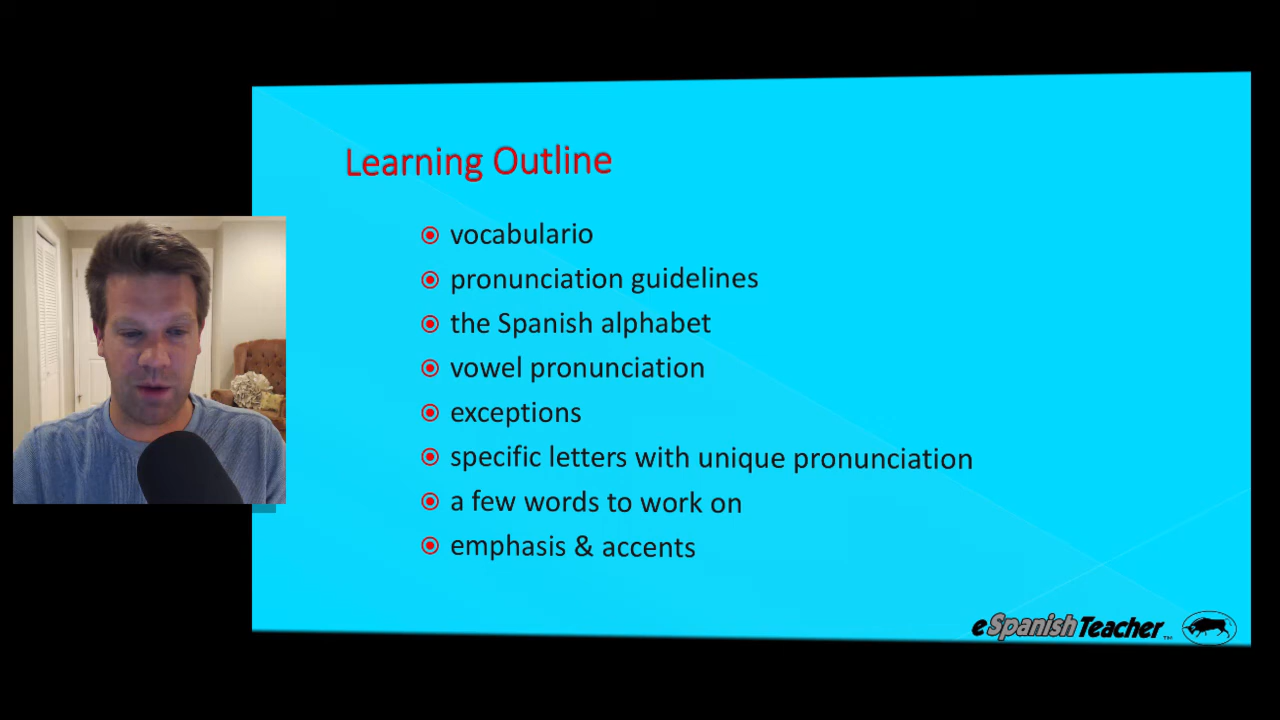 Learning Outline
vocabulario
pronunciation guidelines
the Spanish alphabet
vowel pronunciation
exceptions
specific letters with unique pronunciation
a few words to work on
emphasis & accents
eSpanishTeacher™